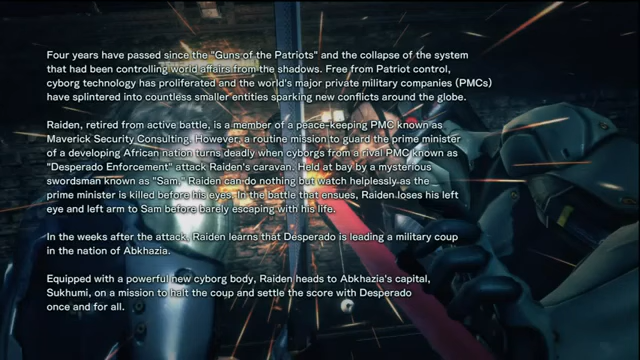 Four years have passed since the "Guns of the Patriots" and the collapse of the system
that had been controlling world affairs from the shadows. Free from Patriot control,
cyborg technology has proliferated and the world's major private military companies (PMCs)
have splintered into countless smaller entities sparking new conflicts around the globe.
Raiden, retired from active battle, is a member of a peace-keeping PMC known as
Maverick Security Consulting. However, a routine mission to guard the prime minister
of a developing African nation turns deadly when cyborgs from a rival PMC known as
"Desperado Enforcement" attack Raiden's caravan. Held at bay by a mysterious
swordsman known as "Sam," Raiden can do nothing but watch helplessly as the
prime minister is killed before his eyes. In the battle that ensues, Raiden loses his left
eye and left arm to Sam before barely escaping with his life.
In the weeks after the attack, Raiden learns that Desperado is leading a military coup
in the nation of Abkhazia.
Equipped with a powerful new cyborg body, Raiden heads to Abkhazia's capital,
Sukhumi, on a mission to halt the coup and settle the score with Desperado
once and for all.